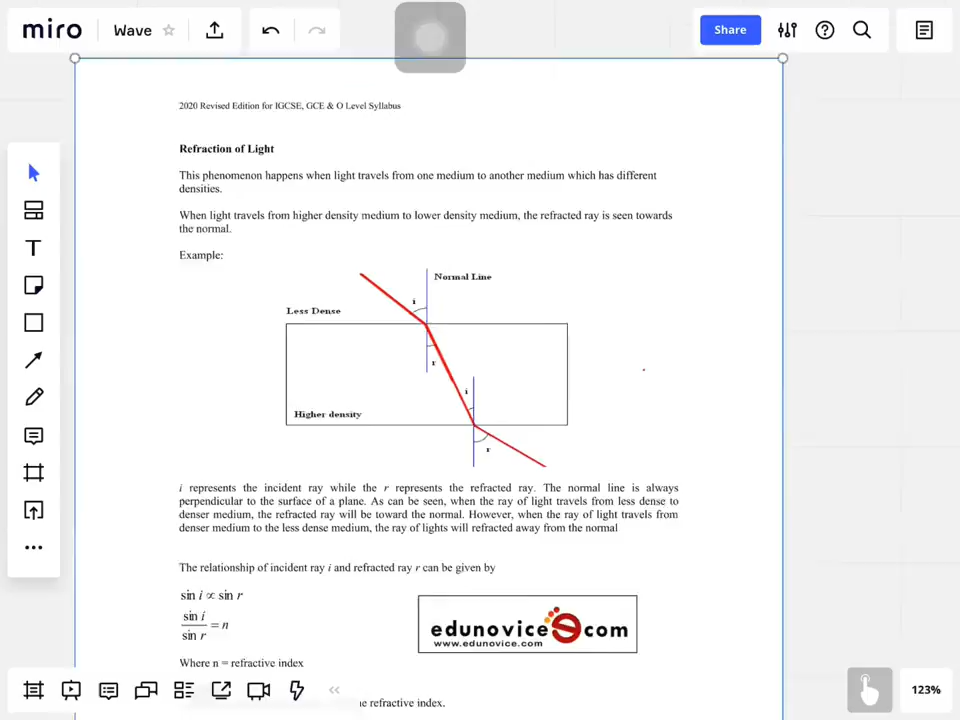 miro
Wave
Share
2020 Revised Edition for IGCSE, GCE & O Level Syllabus
Refraction of Light
This phenomenon happens when light travels from one medium to another medium which has different
densities.
When light travels from higher density medium to lower density medium, the refracted ray is seen towards
the normal.
Example:
Normal Line
i
Less Dense
r
i
Higher density
r
i represents the incident ray while the r represents the refracted ray. The normal line is always
perpendicular to the surface of a plane. As can be seen, when the ray of light travels from less dense to
denser medium, the refracted ray will be toward the normal. However, when the ray of light travels from
denser medium to the less dense medium, the ray of lights will refracted away from the normal
The relationship of incident ray i and refracted ray r can be given by
sin i ∝ sin r
sin i
= n
sin r
edunovice com
www.edunovice.com
Where n = refractive index
e refractive index.
123%
T